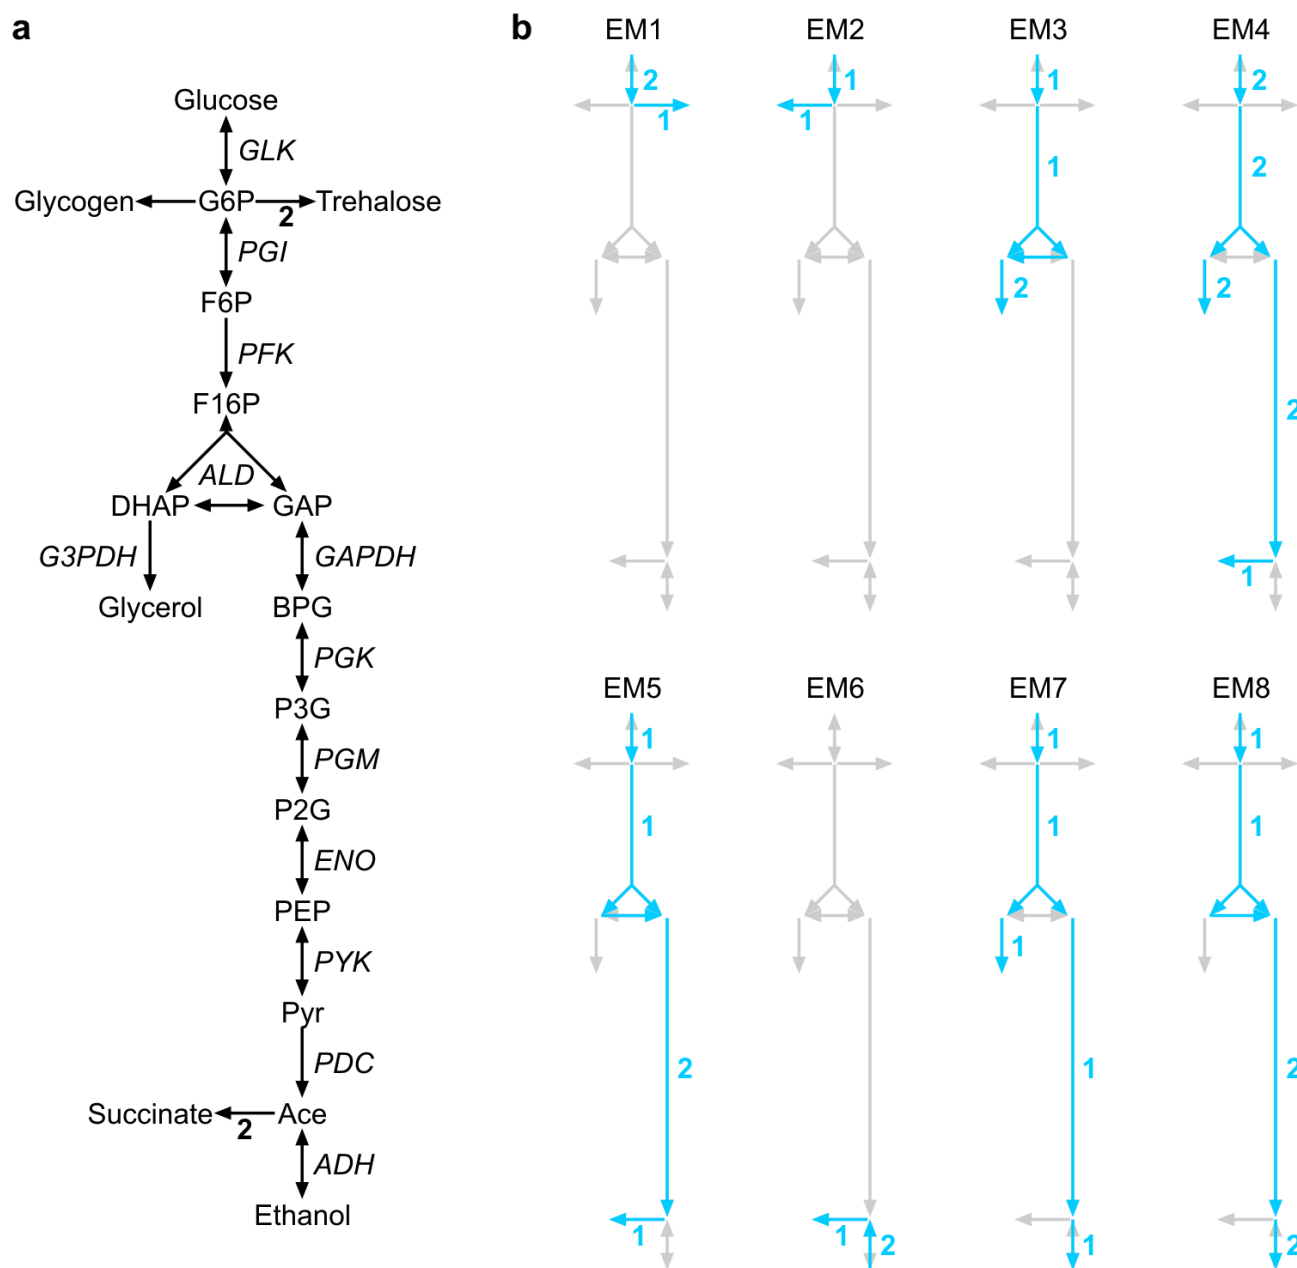 a
Glucose
GLK
Glycogen G6P Trehalose
2
PGI
F6P
PFK
F16P
ALD
DHAP GAP
G3PDH GAPDH
Glycerol BPG
PGK
P3G
PGM
P2G
ENO
PEP
PYK
Pyr
PDC
Succinate Ace
2
ADH
Ethanol
b
EM1 EM2 EM3 EM4
2 1 1 2
1 1
1 2
2 2
2
1
EM5 EM6 EM7 EM8
1 1 1
1 1 1
1
2 1 2
1 1 2 1 2